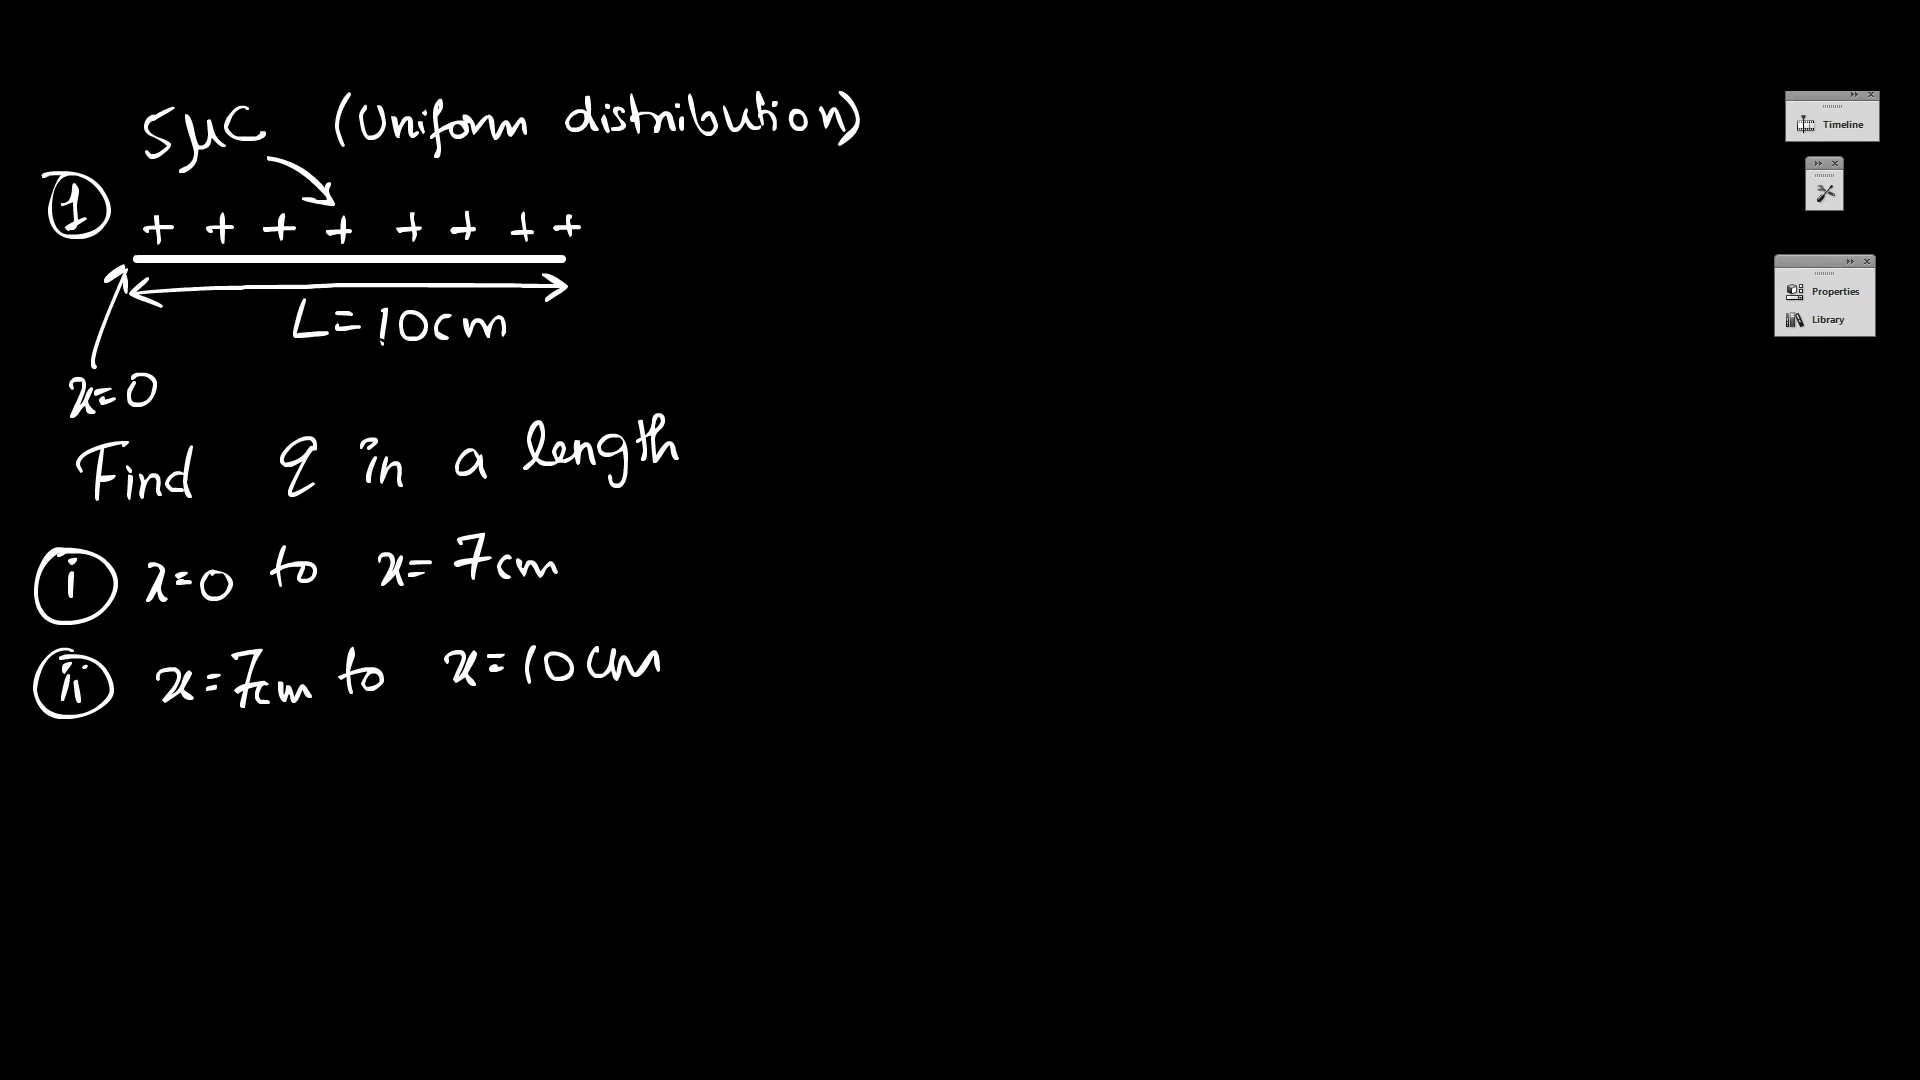 5μC (Uniform distribution)
1
+ + + + + + + +
L=10cm
x=0
Find q in a length
i x=0 to x=7cm
ii x=7cm to x=10cm
Timeline
Properties
Library